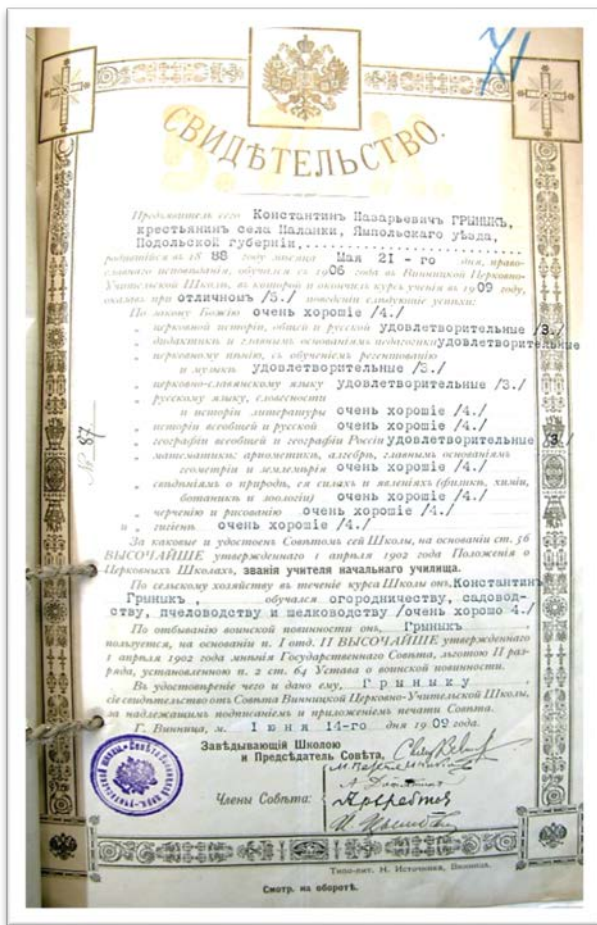 71
СВИДѢТЕЛЬСТВО.
Предъявитель сего Константинъ Назарьевичъ ГРЫНЫКЪ,
крестьянин села Маланки, Ямпольскаго уѣзда,
Подольской губерніи,
родившійся въ 1888 году мѣсяца Мая 21 - го дня, право-
славнаго исповѣданія, обучался съ 1906 года въ Винницкой Церковно-
Учительской Школѣ, въ которой и окончилъ курсъ ученія въ 1909 году,
оказавъ при отличномъ /5./ поведеніи слѣдующіе успѣхи:
По закону Божію очень хорошіе /4./
„ церковной исторіи, общей и русской удовлетворительные /3./
„ дидактикѣ и главнымъ основаніямъ педагогики удовлетворительные
„ церковному пѣнію, съ обученіемъ регентованію
и музыкѣ удовлетворительные /3./
„ церковно-славянскому языку удовлетворительные /3./
„ русскому языку, словесности
и исторіи литературы очень хорошіе /4./
„ исторіи всеобщей и русской очень хорошіе /4./
„ географіи всеобщей и географіи Россіи удовлетворительные /3./
„ математикѣ: ариѳметикѣ, алгебрѣ, главнымъ основаніямъ
геометріи и землемѣрія очень хорошіе /4./
„ свѣдѣніямъ о природѣ, ея силахъ и явленіяхъ (физикѣ, химіи,
ботаникѣ и зоологіи) очень хорошіе /4./
„ черченію и рисованію очень хорошіе /4./
и „ гигіенѣ очень хорошіе /4./
№ 87
За каковые и удостоенъ Совѣтомъ сей Школы, на основаніи ст. 56
ВЫСОЧАЙШЕ утвержденнаго 1 апрѣля 1902 года Положенія о
Церковныхъ Школахъ, званія учителя начальнаго училища.
По сельскому хозяйству въ теченіе курса Школы онъ, Константинъ
Грыныкъ, обучался огородничеству, садовод-
ству, пчеловодству и шелководству /очень хорошо 4./
По отбыванію воинской повинности онъ, Грыныкъ
пользуется, на основаніи п. I отд. II ВЫСОЧАЙШЕ утвержденнаго
1 апрѣля 1902 года мнѣнія Государственнаго Совѣта, льготою II раз-
ряда, установленною п. 2 ст. 64 Устава о воинской повинности.
Въ удостовѣреніе чего и дано ему, Грыныку
сіе свидѣтельство отъ Совѣта Винницкой Церковно-Учительской Школы,
за надлежащимъ подписаніемъ и приложеніемъ печати Совѣта.
Г. Винница, м. Іюня 14-го дня 1909 года.
Завѣдывающій Школою
и Предсѣдатель Совѣта,
Члены Совѣта:
Типо-лит. Н. Источника, Винница.
Смотр. на оборотѣ.